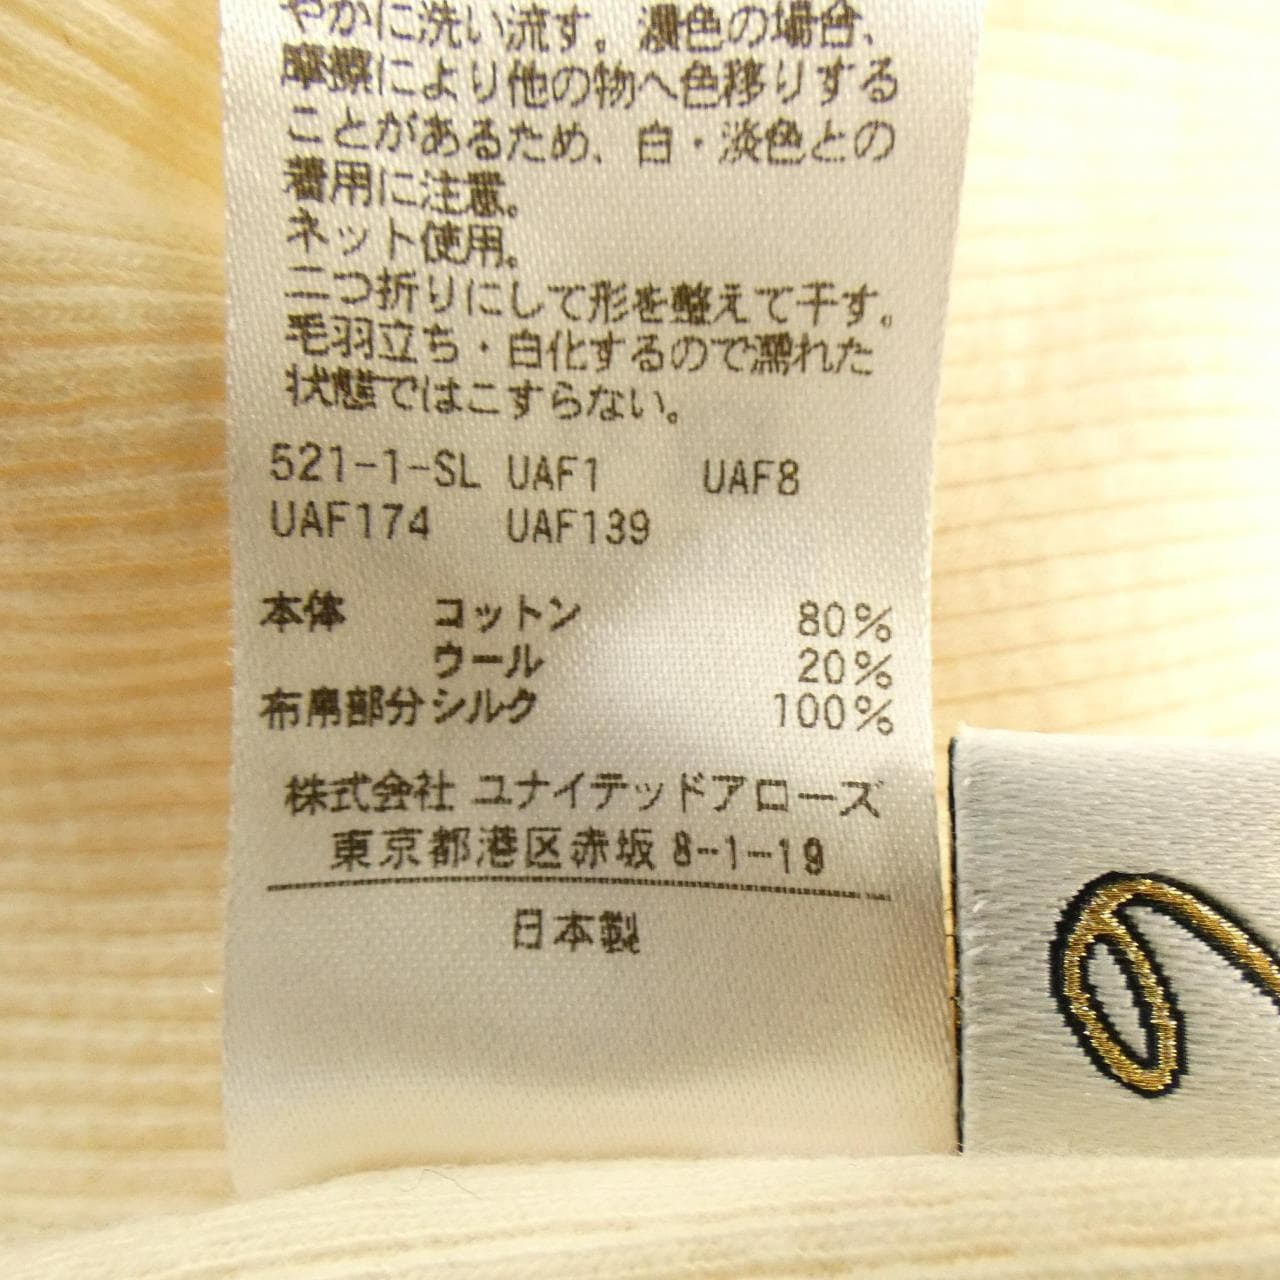 やかに洗い流す。濃色の場合、
摩擦により他の物へ色移りする
ことがあるため、白・淡色との
着用に注意。
ネット使用。
二つ折りにして形を整えて干す。
毛羽立ち・白化するので濡れた
状態ではこすらない。
521-1-SL UAF1 UAF8
UAF174 UAF139
本体 コットン 80%
ウール 20%
布帛部分 シルク 100%
株式会社 ユナイテッドアローズ
東京都港区赤坂 8-1-19
日本製